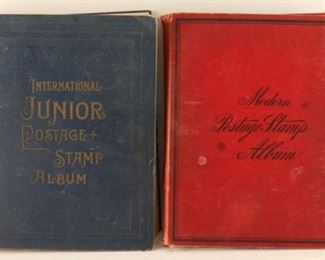 International
Junior
Postage +
Stamp
Album
Modern
Postage Stamp
Album